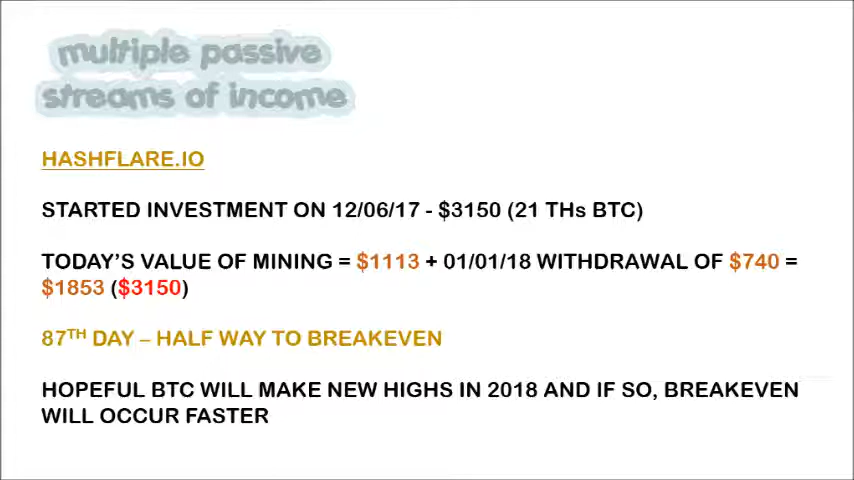 multiple passive
streams of income
HASHFLARE.IO
STARTED INVESTMENT ON 12/06/17 - $3150 (21 THs BTC)
TODAY'S VALUE OF MINING = $1113 + 01/01/18 WITHDRAWAL OF $740 =
$1853 ($3150)
87TH DAY – HALF WAY TO BREAKEVEN
HOPEFUL BTC WILL MAKE NEW HIGHS IN 2018 AND IF SO, BREAKEVEN
WILL OCCUR FASTER